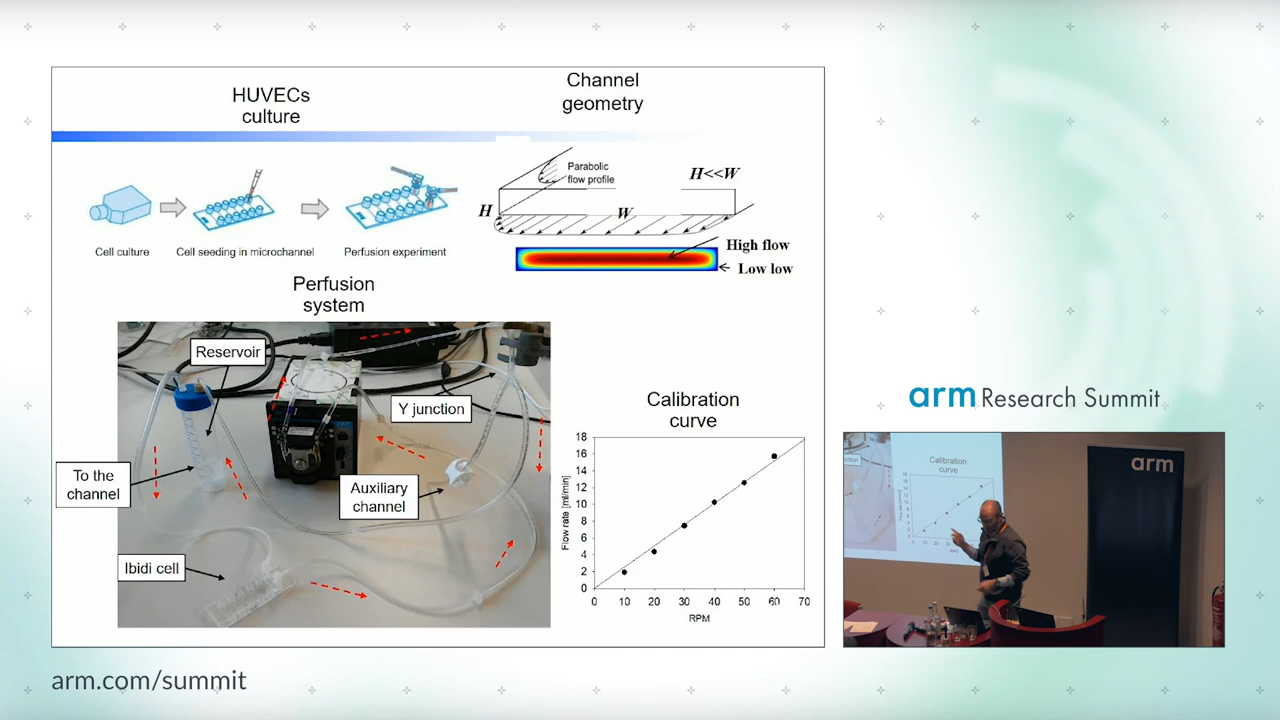 HUVECs
culture
Channel
geometry
Parabolic
flow profile
H<<W
H
W
High flow
Low low
Cell culture
Cell seeding in microchannel
Perfusion experiment
Perfusion
system
Reservoir
Y junction
To the
channel
Auxiliary
channel
Ibidi cell
Calibration
curve
Flow rate [ml/min]
18
16
14
12
10
8
6
4
2
0
0 10 20 30 40 50 60 70
RPM
arm Research Summit
arm
Calibration
curve
arm.com/summit